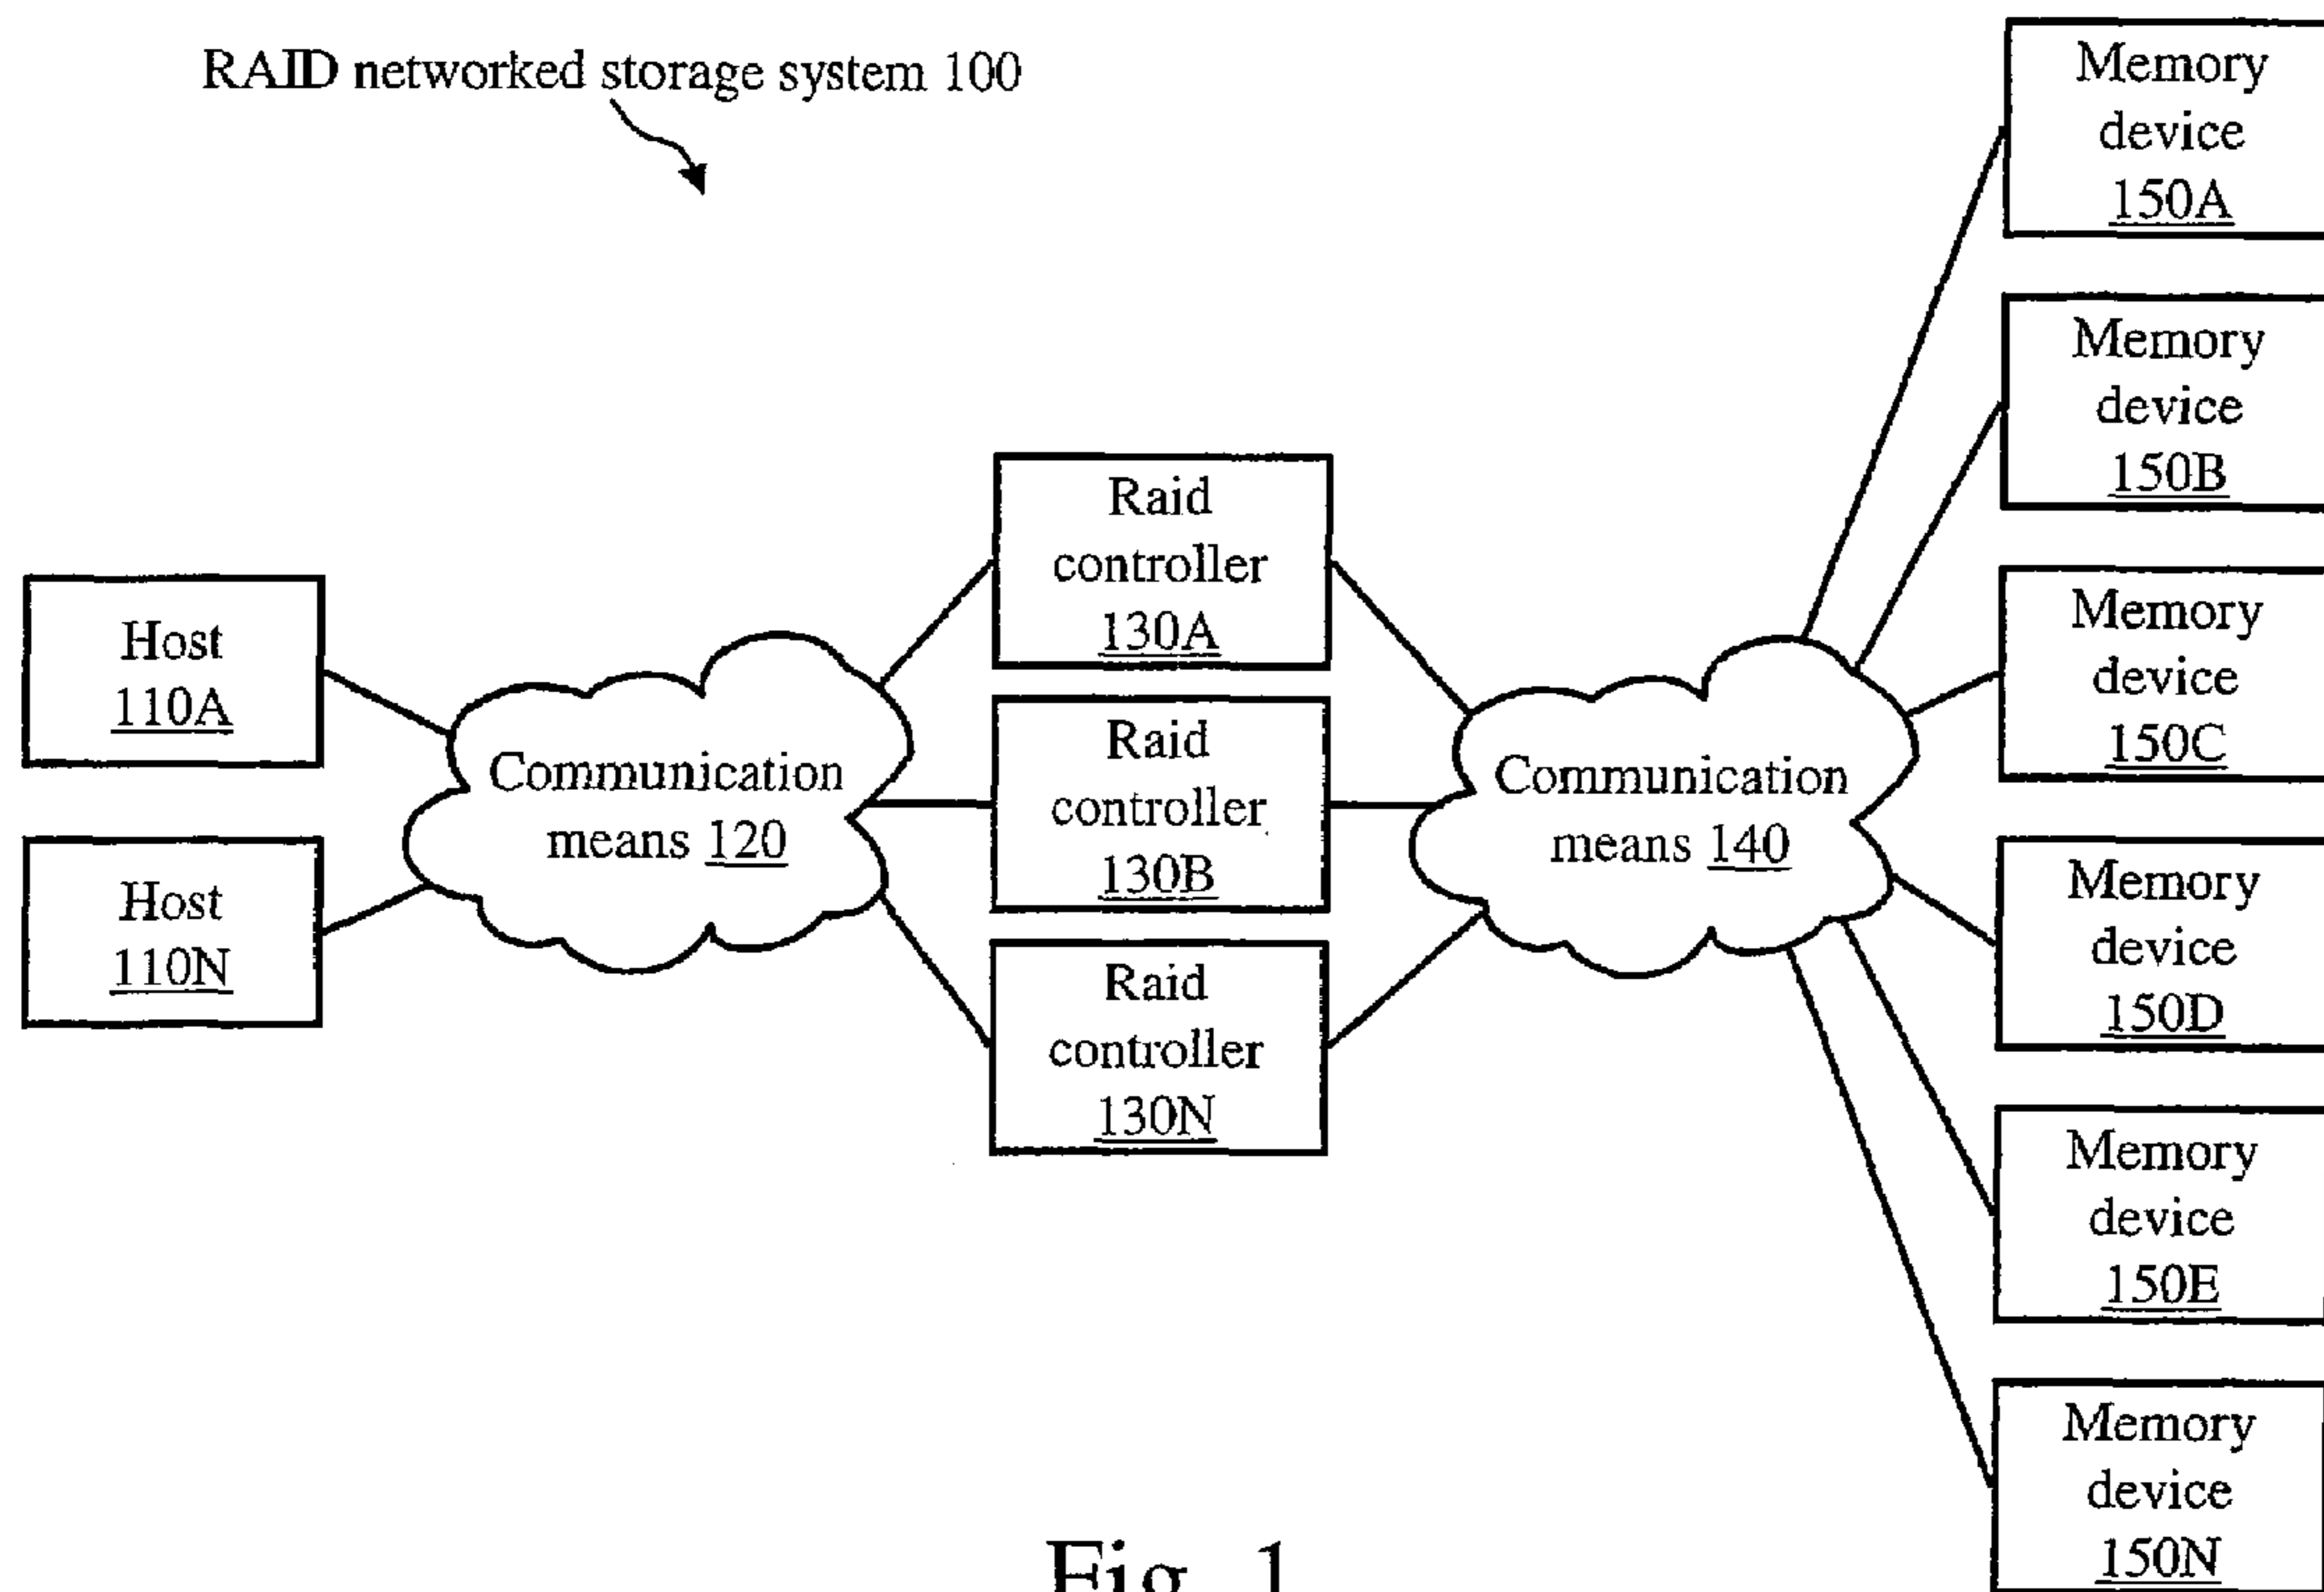 RAID networked storage system 100
Host
110A
Host
110N
Communication
means 120
Raid
controller
130A
Raid
controller
130B
Raid
controller
130N
Communication
means 140
Memory
device
150A
Memory
device
150B
Memory
device
150C
Memory
device
150D
Memory
device
150E
Memory
device
150N
Fig. 1